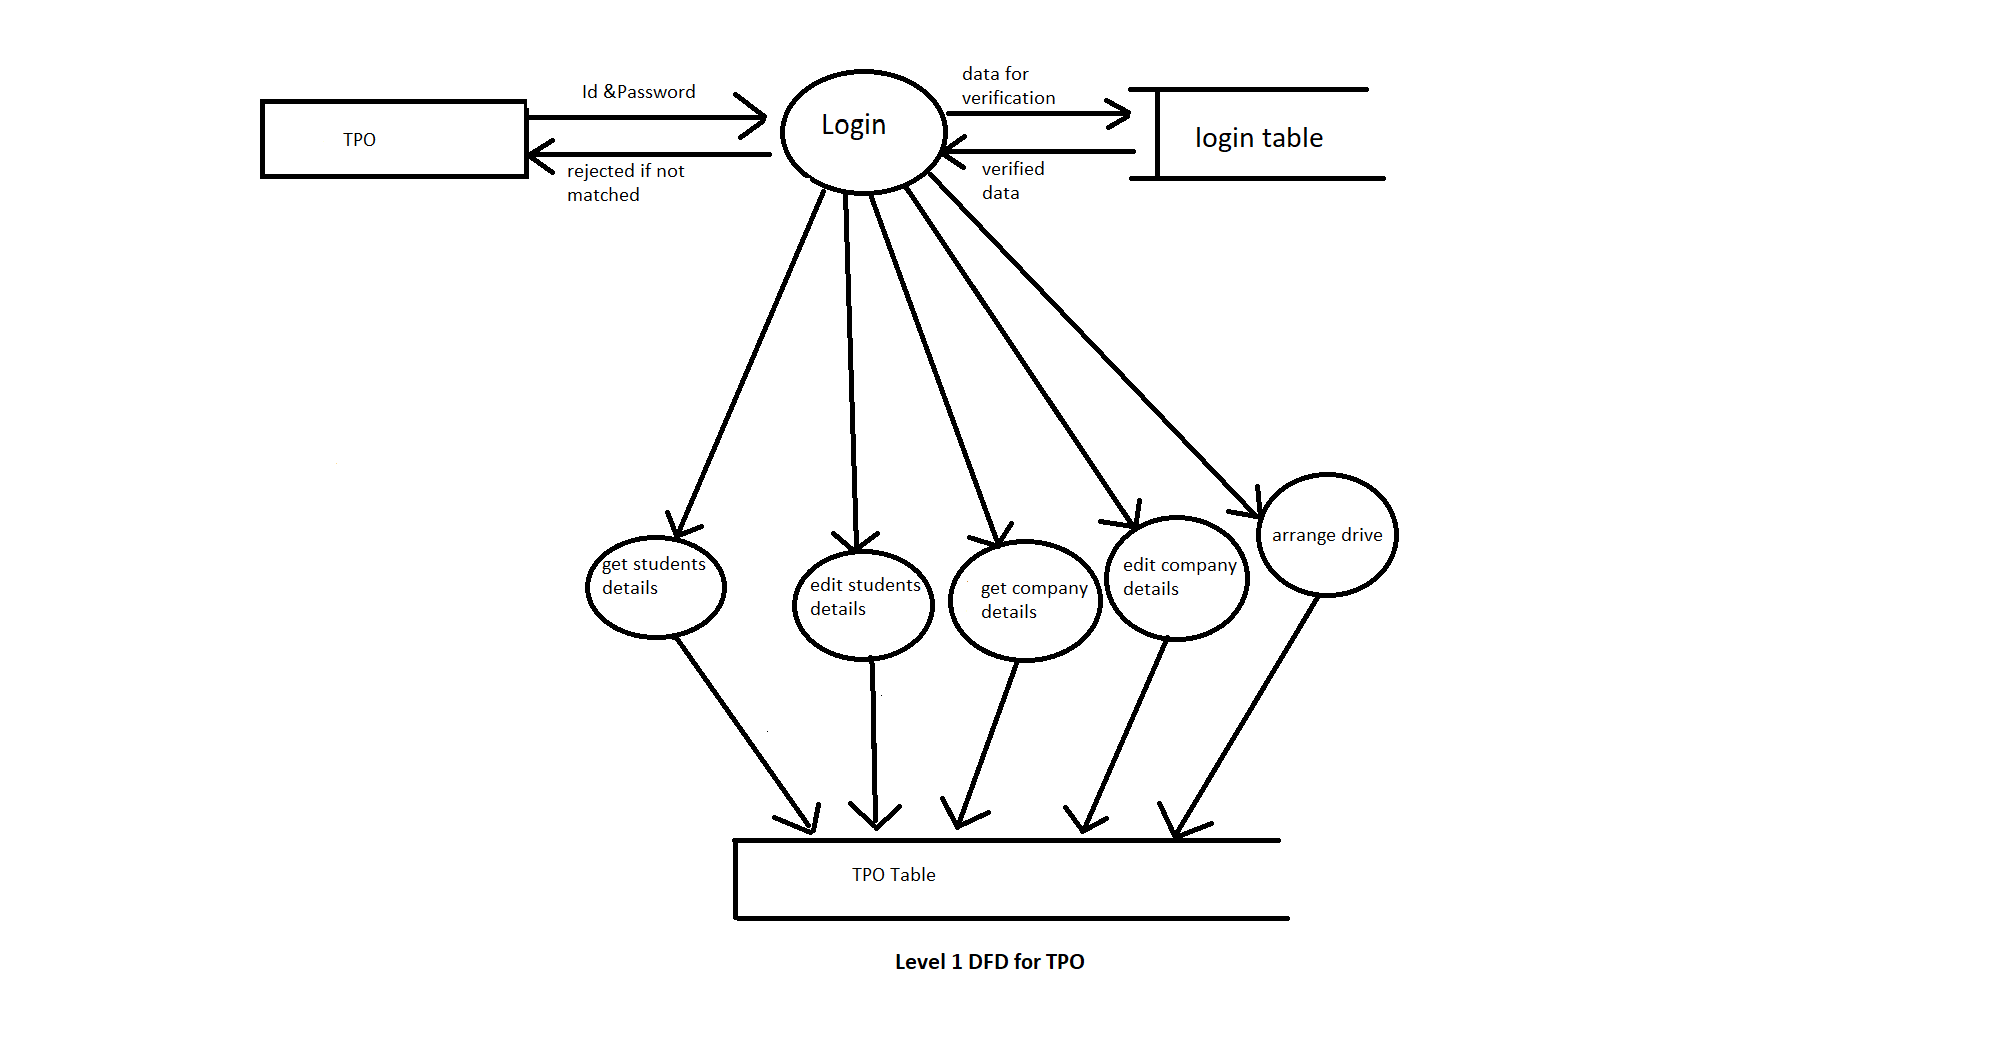 Id &Password
data for
verification
TPO
Login
login table
rejected if not
matched
verified
data
get students
details
edit students
details
get company
details
edit company
details
arrange drive
TPO Table
Level 1 DFD for TPO